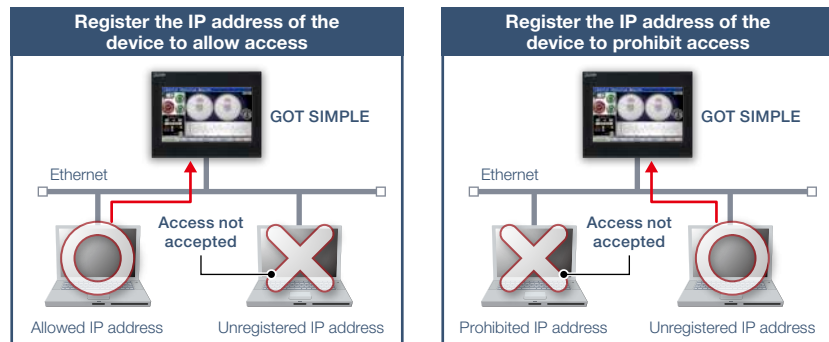 Register the IP address of the
device to allow access
GOT SIMPLE
Ethernet
Access not
accepted
Allowed IP address
Unregistered IP address
Register the IP address of the
device to prohibit access
GOT SIMPLE
Ethernet
Access not
accepted
Prohibited IP address
Unregistered IP address